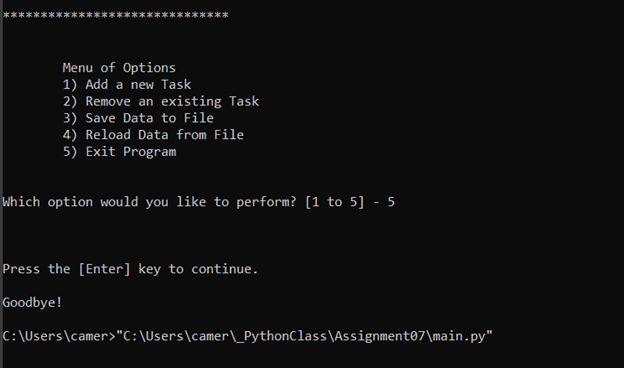 ******************************
Menu of Options
1) Add a new Task
2) Remove an existing Task
3) Save Data to File
4) Reload Data from File
5) Exit Program
Which option would you like to perform? [1 to 5] - 5
Press the [Enter] key to continue.
Goodbye!
C:\Users\camer>"C:\Users\camer\_PythonClass\Assignment07\main.py"